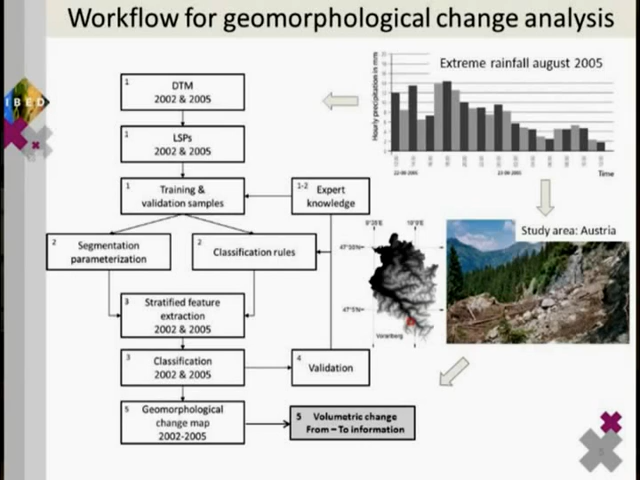 Workflow for geomorphological change analysis
Extreme rainfall august 2005
Hourly precipitation in mm
Time
1
DTM
2002 & 2005
1
LSPs
2002 & 2005
1
Training &
validation samples
1-2
Expert
knowledge
2
Segmentation
parameterization
2
Classification rules
3
Stratified feature
extraction
2002 & 2005
3
Classification
2002 & 2005
4
Validation
5
Geomorphological
change map
2002-2005
5 Volumetric change
From – To information
Study area: Austria
Vorarlberg
IBED